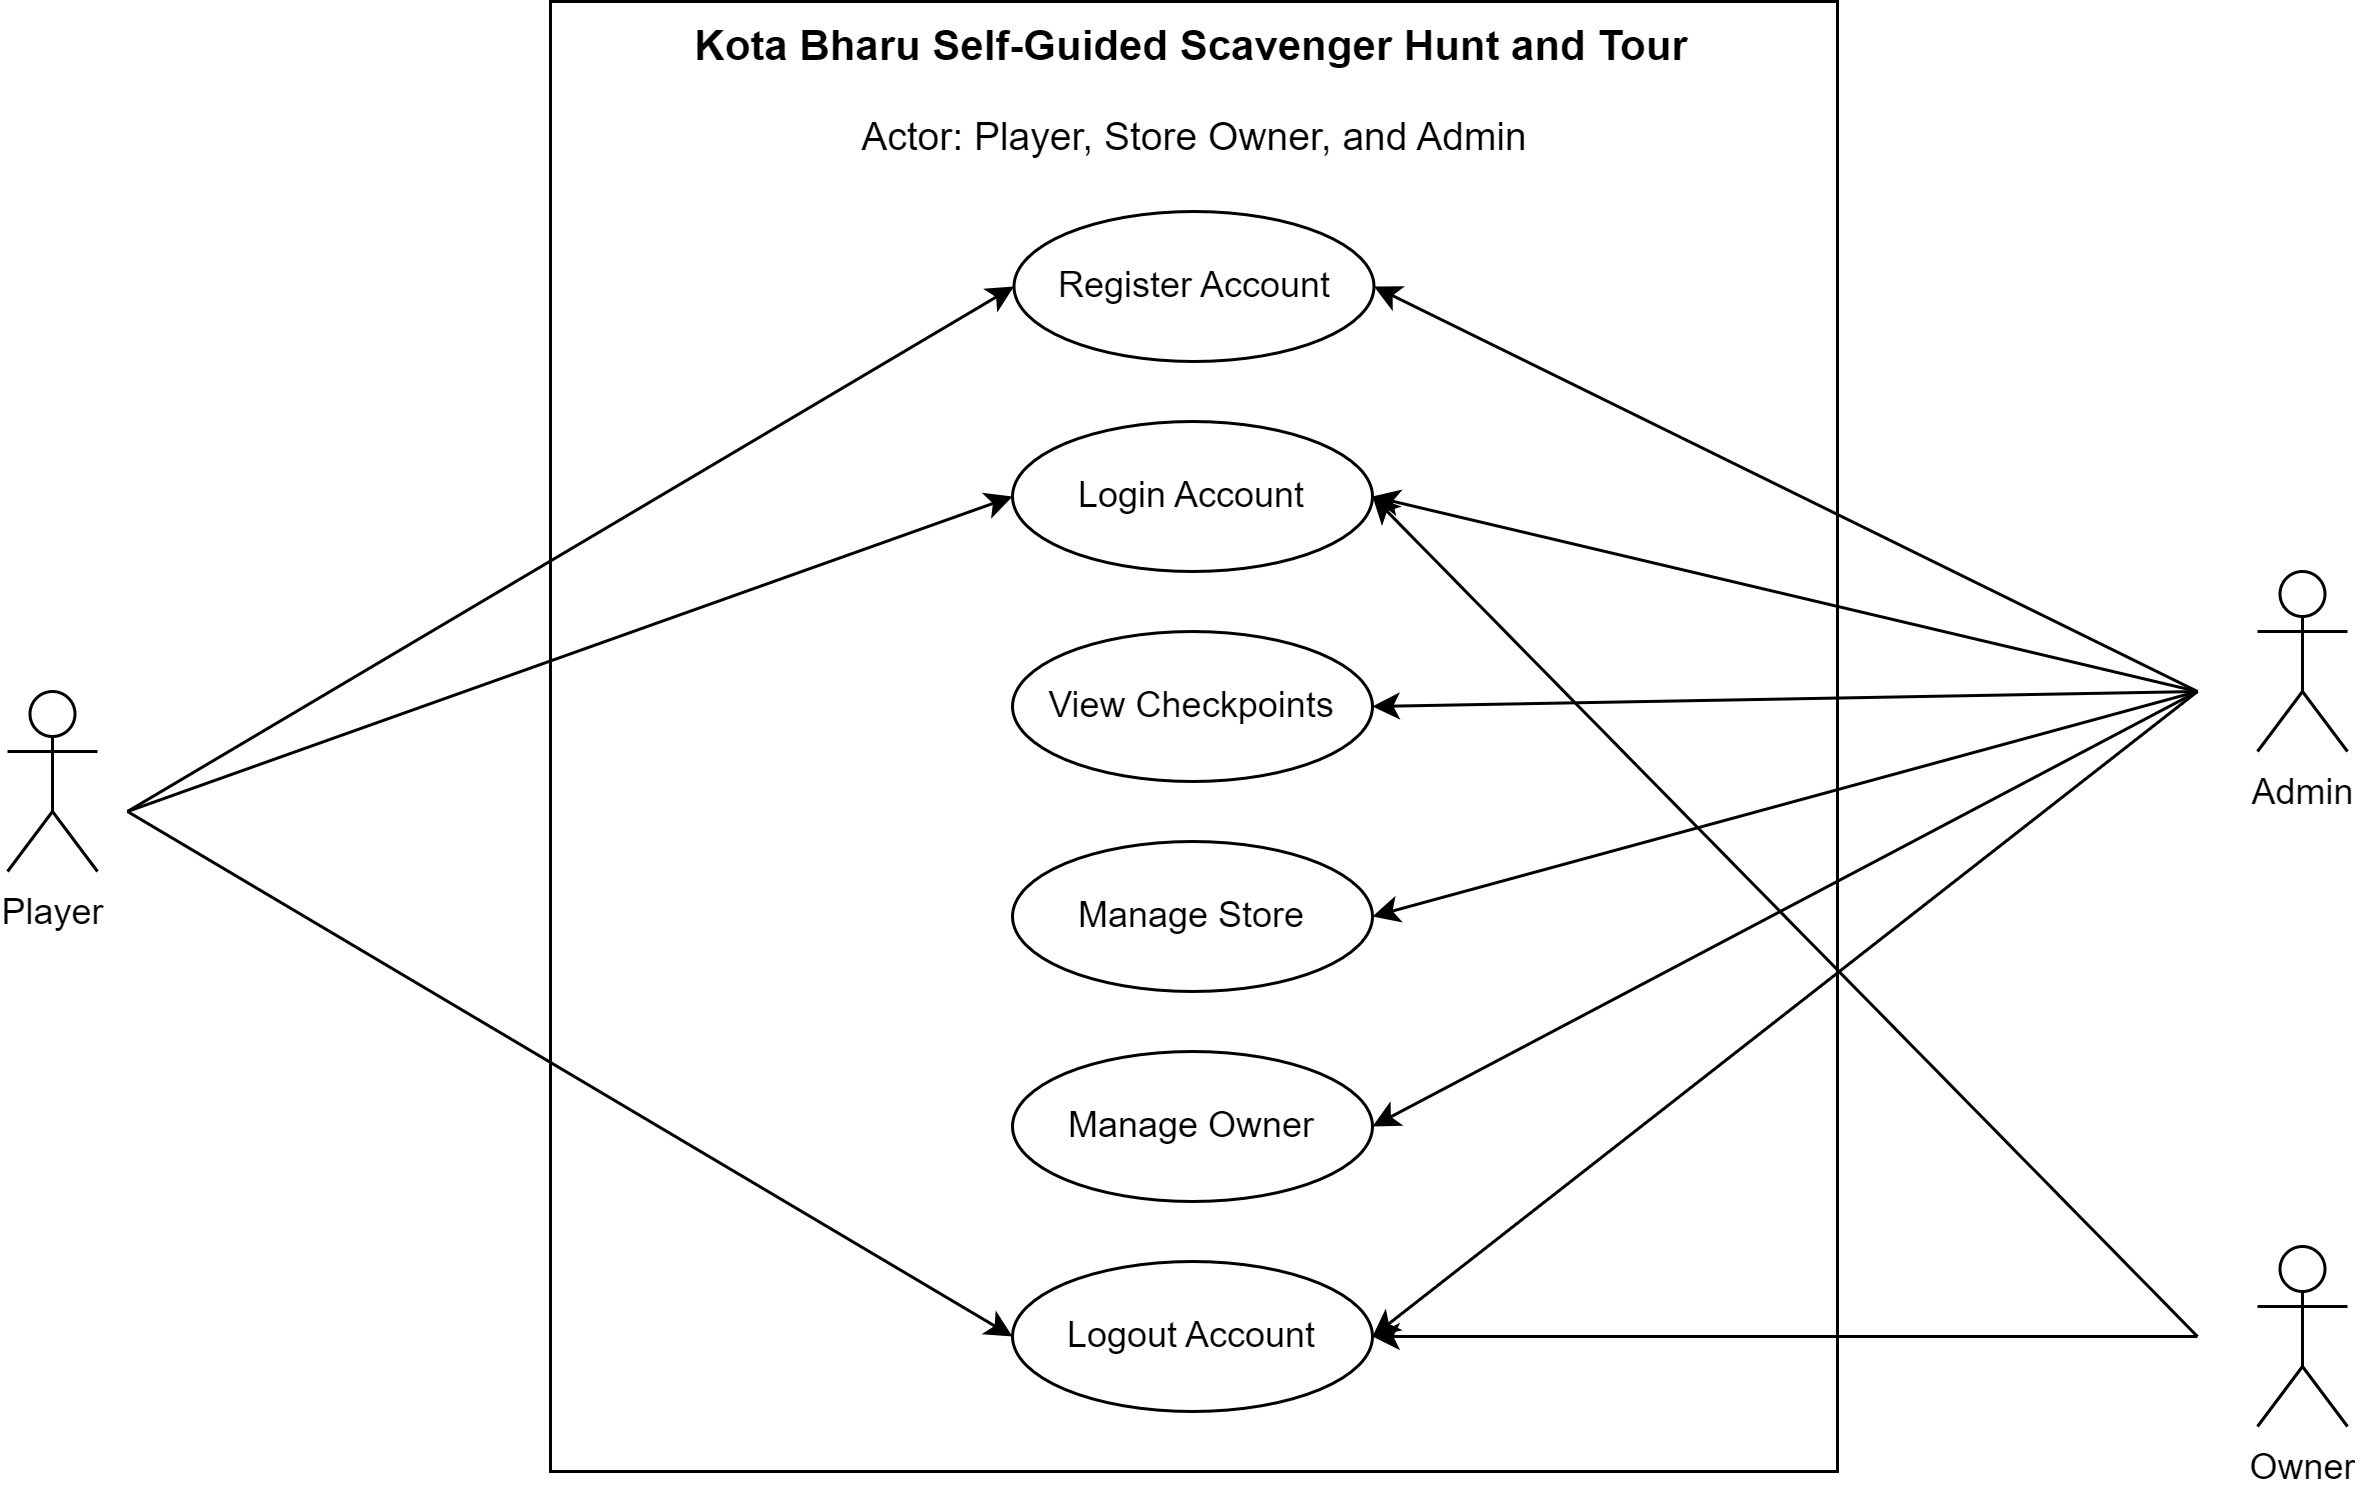 Kota Bharu Self-Guided Scavenger Hunt and Tour
Actor: Player, Store Owner, and Admin
Register Account
Login Account
View Checkpoints
Admin
Player
Manage Store
Manage Owner
Logout Account
Owner